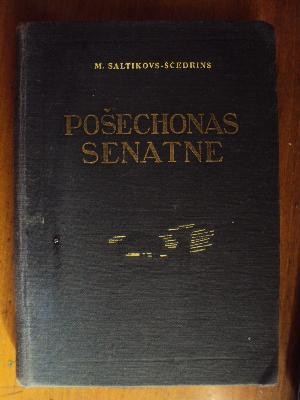 M. SALTIKOVS-ŠČEDRINS
POŠECHONAS
SENATNE